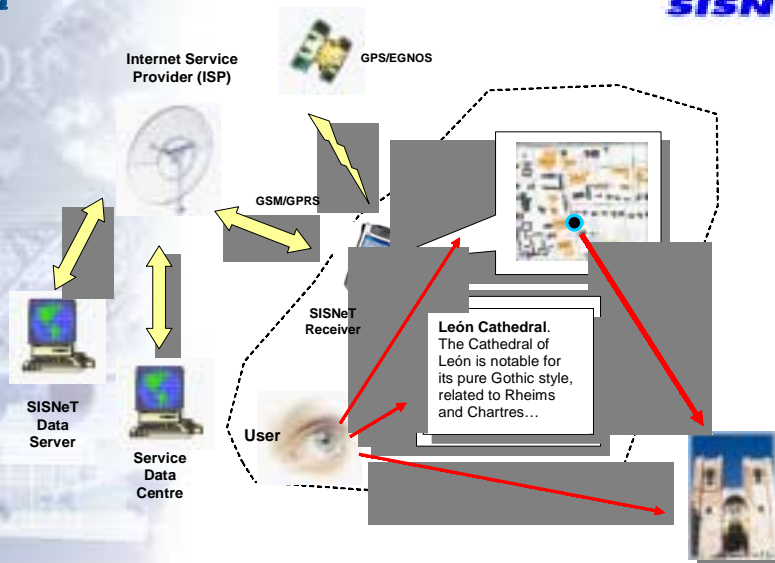 SISN
Internet Service
Provider (ISP)
GPS/EGNOS
GSM/GPRS
SISNeT
Receiver
León Cathedral.
The Cathedral of
León is notable for
its pure Gothic style,
related to Rheims
and Chartres…
SISNeT
Data
Server
User
Service
Data
Centre